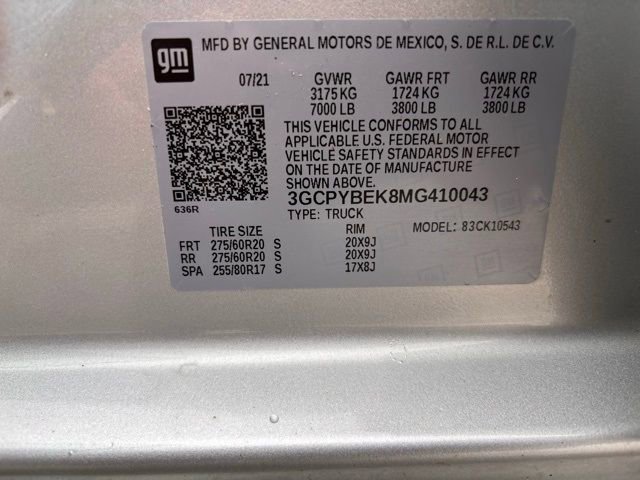 gm
MFD BY GENERAL MOTORS DE MEXICO, S. DE R.L. DE C.V.
07/21 GVWR GAWR FRT GAWR RR
3175 KG 1724 KG 1724 KG
7000 LB 3800 LB 3800 LB
THIS VEHICLE CONFORMS TO ALL
APPLICABLE U.S. FEDERAL MOTOR
VEHICLE SAFETY STANDARDS IN EFFECT
ON THE DATE OF MANUFACTURE
SHOWN ABOVE.
3GCPYBEK8MG410043
636R
TYPE: TRUCK
MODEL: 83CK10543
TIRE SIZE RIM
FRT 275/60R20 S 20X9J
RR 275/60R20 S 20X9J
SPA 255/80R17 S 17X8J